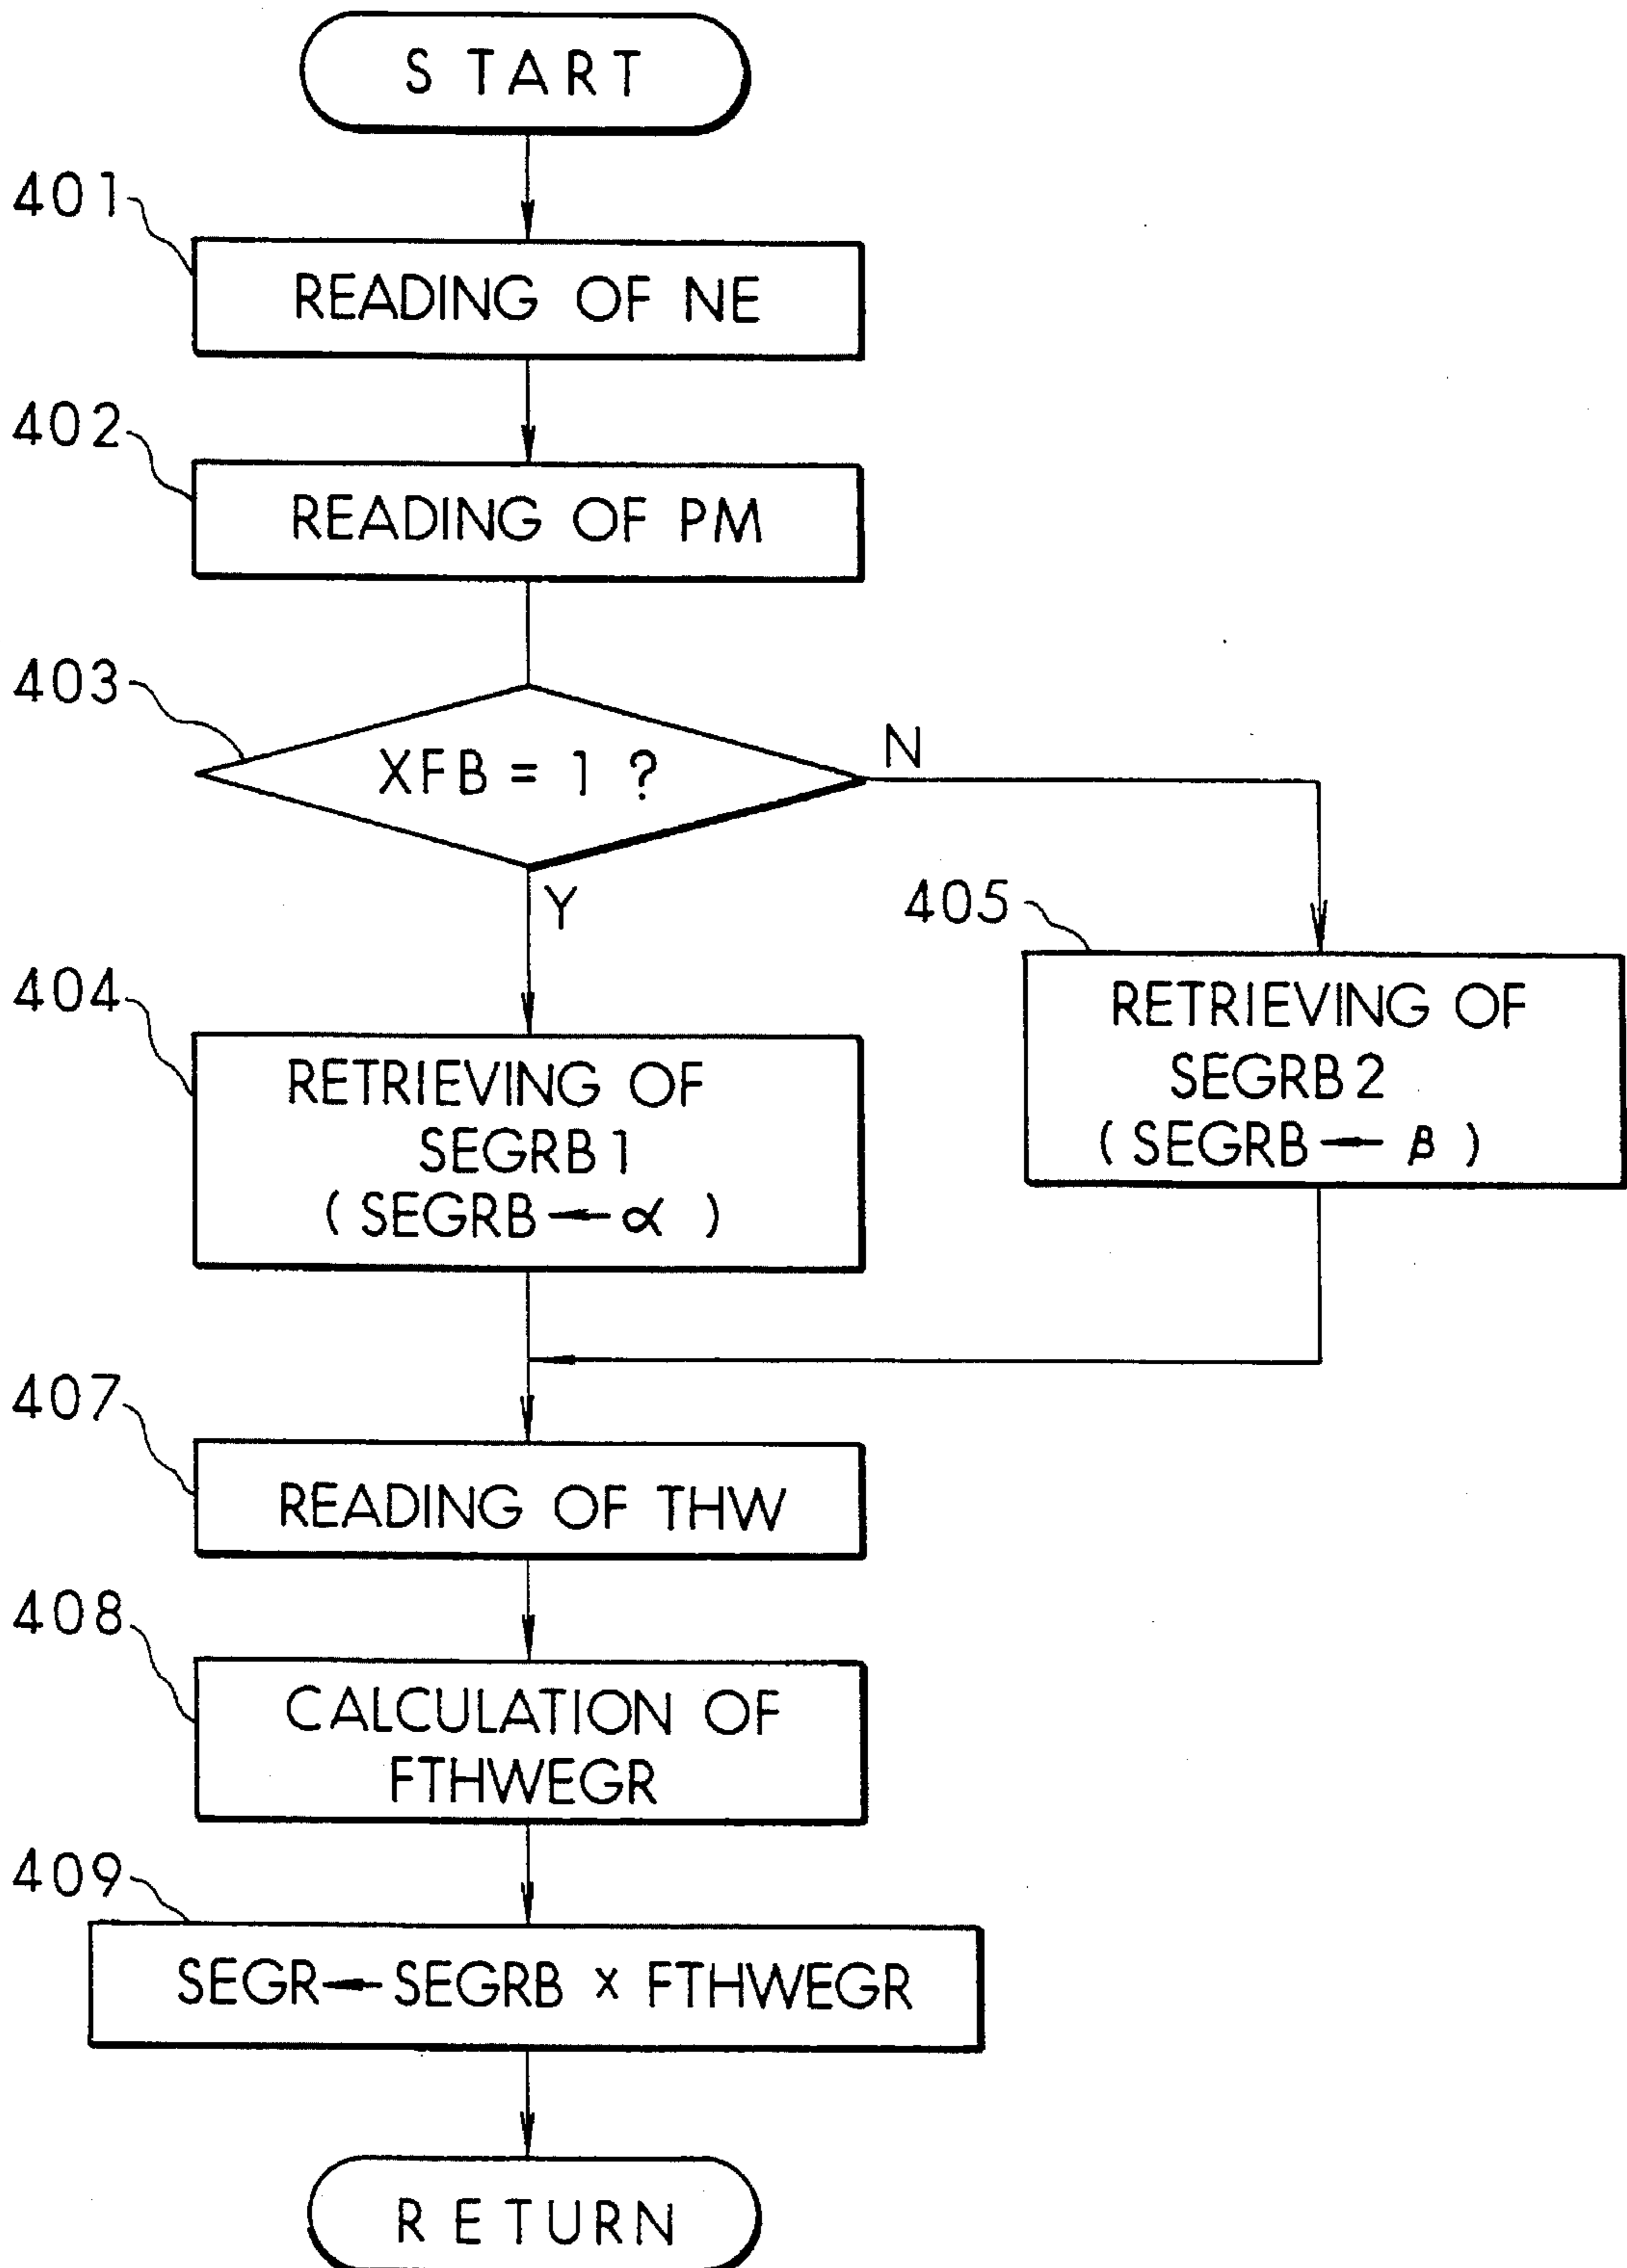 START
401
READING OF NE
402
READING OF PM
403
XFB = 1 ?
N
Y
405
RETRIEVING OF
SEGRB 2
( SEGRB ← β )
404
RETRIEVING OF
SEGRB 1
( SEGRB ← α )
407
READING OF THW
408
CALCULATION OF
FTHWEGR
409
SEGR ← SEGRB × FTHWEGR
RETURN